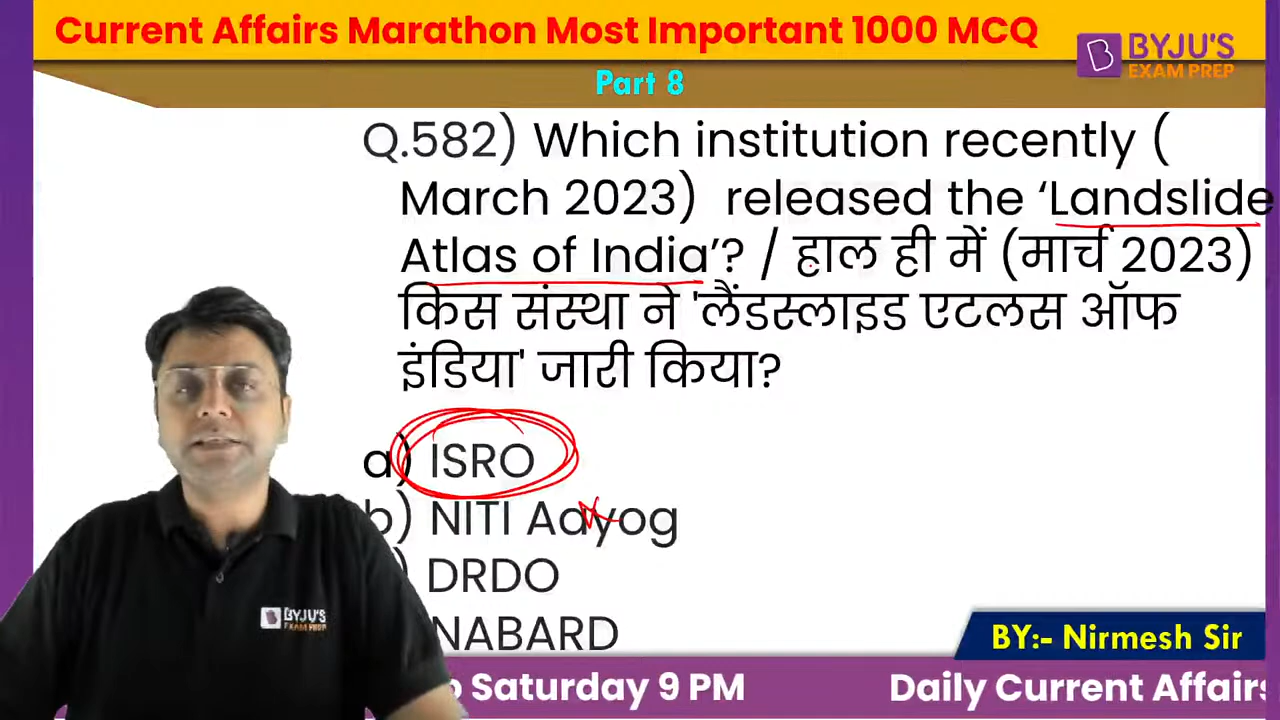 Current Affairs Marathon Most Important 1000 MCQ
BYJU'S
EXAM PREP
Part 8
Q.582) Which institution recently (
March 2023) released the ‘Landslide
Atlas of India’? / हाल ही में (मार्च 2023)
किस संस्था ने 'लैंडस्लाइड एटलस ऑफ
इंडिया' जारी किया?
a) ISRO
b) NITI Aayog
) DRDO
NABARD
BYJU'S
EXAM PREP
BY:- Nirmesh Sir
Saturday 9 PM
Daily Current Affairs